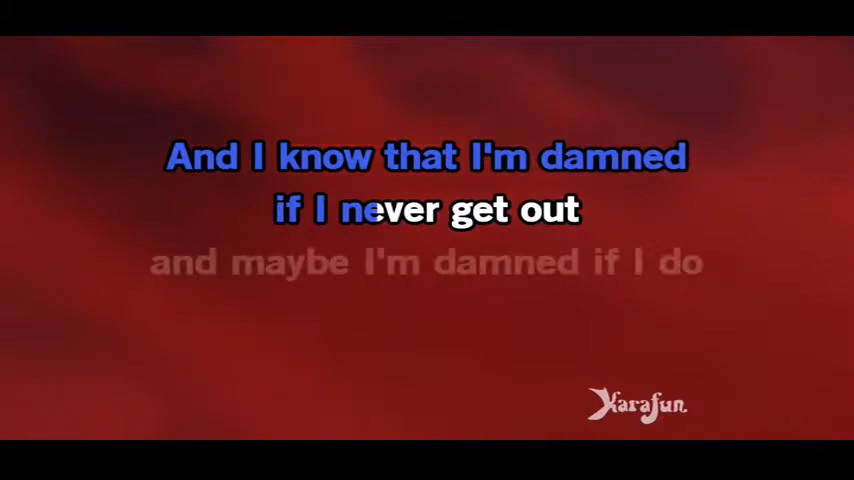 And I know that I'm damned
if I never get out
and maybe I'm damned if I do
Karafun